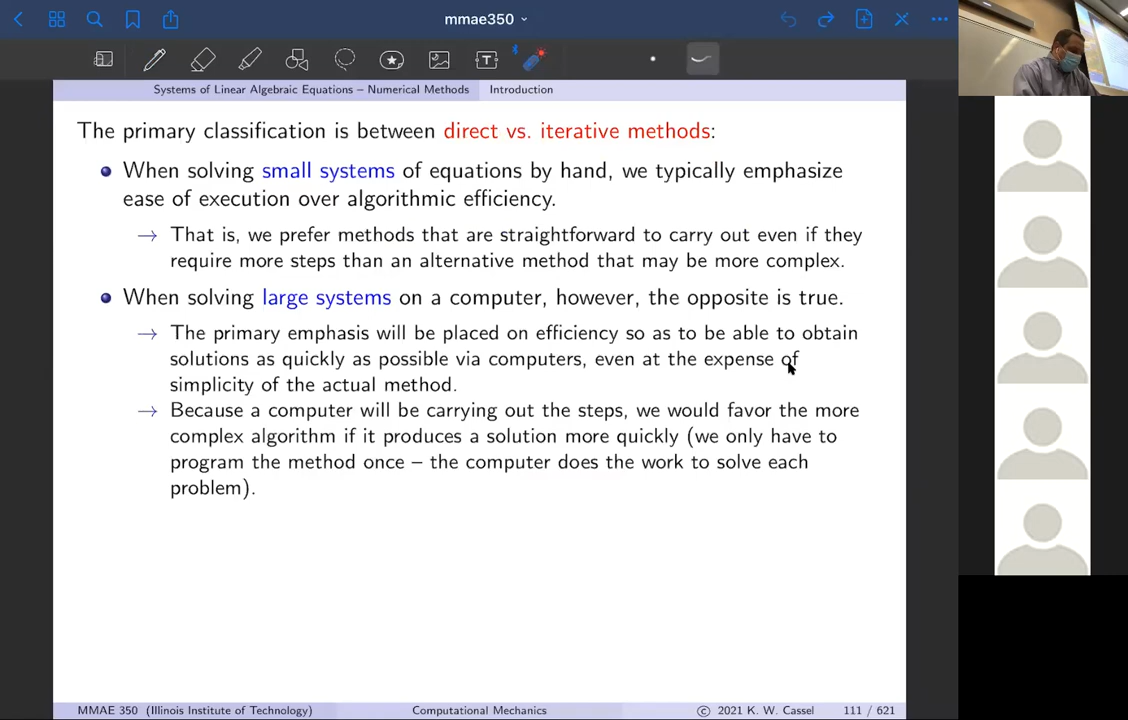 mmae350
T
Systems of Linear Algebraic Equations – Numerical Methods Introduction
The primary classification is between direct vs. iterative methods:
When solving small systems of equations by hand, we typically emphasize
ease of execution over algorithmic efficiency.
→ That is, we prefer methods that are straightforward to carry out even if they
require more steps than an alternative method that may be more complex.
When solving large systems on a computer, however, the opposite is true.
→ The primary emphasis will be placed on efficiency so as to be able to obtain
solutions as quickly as possible via computers, even at the expense of
simplicity of the actual method.
→ Because a computer will be carrying out the steps, we would favor the more
complex algorithm if it produces a solution more quickly (we only have to
program the method once – the computer does the work to solve each
problem).
MMAE 350 (Illinois Institute of Technology) Computational Mechanics © 2021 K. W. Cassel 111 / 621